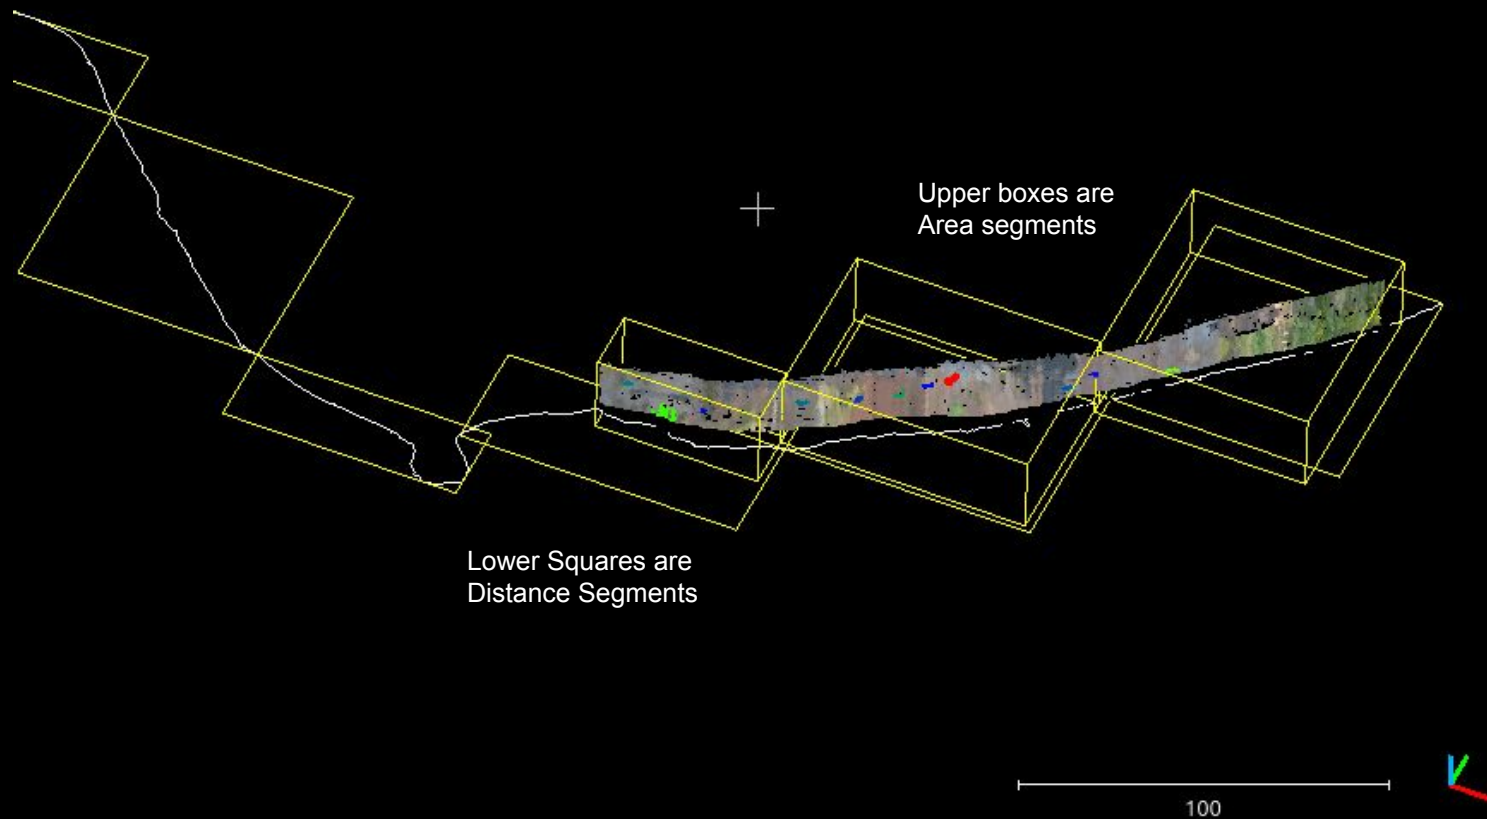 Upper boxes are
Area segments
Lower Squares are
Distance Segments
100